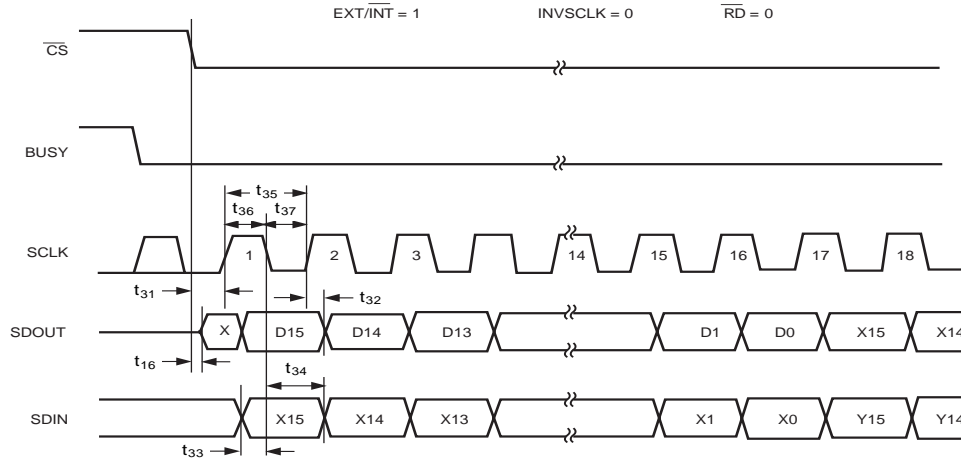 EXT/INT = 1 INVSCLK = 0 RD = 0
CS
BUSY
t35
t36 t37
SCLK 1 2 3 14 15 16 17 18
t31 t32
SDOUT X D15 D14 D13 D1 D0 X15 X14
t16 t34
SDIN X15 X14 X13 X1 X0 Y15 Y14
t33